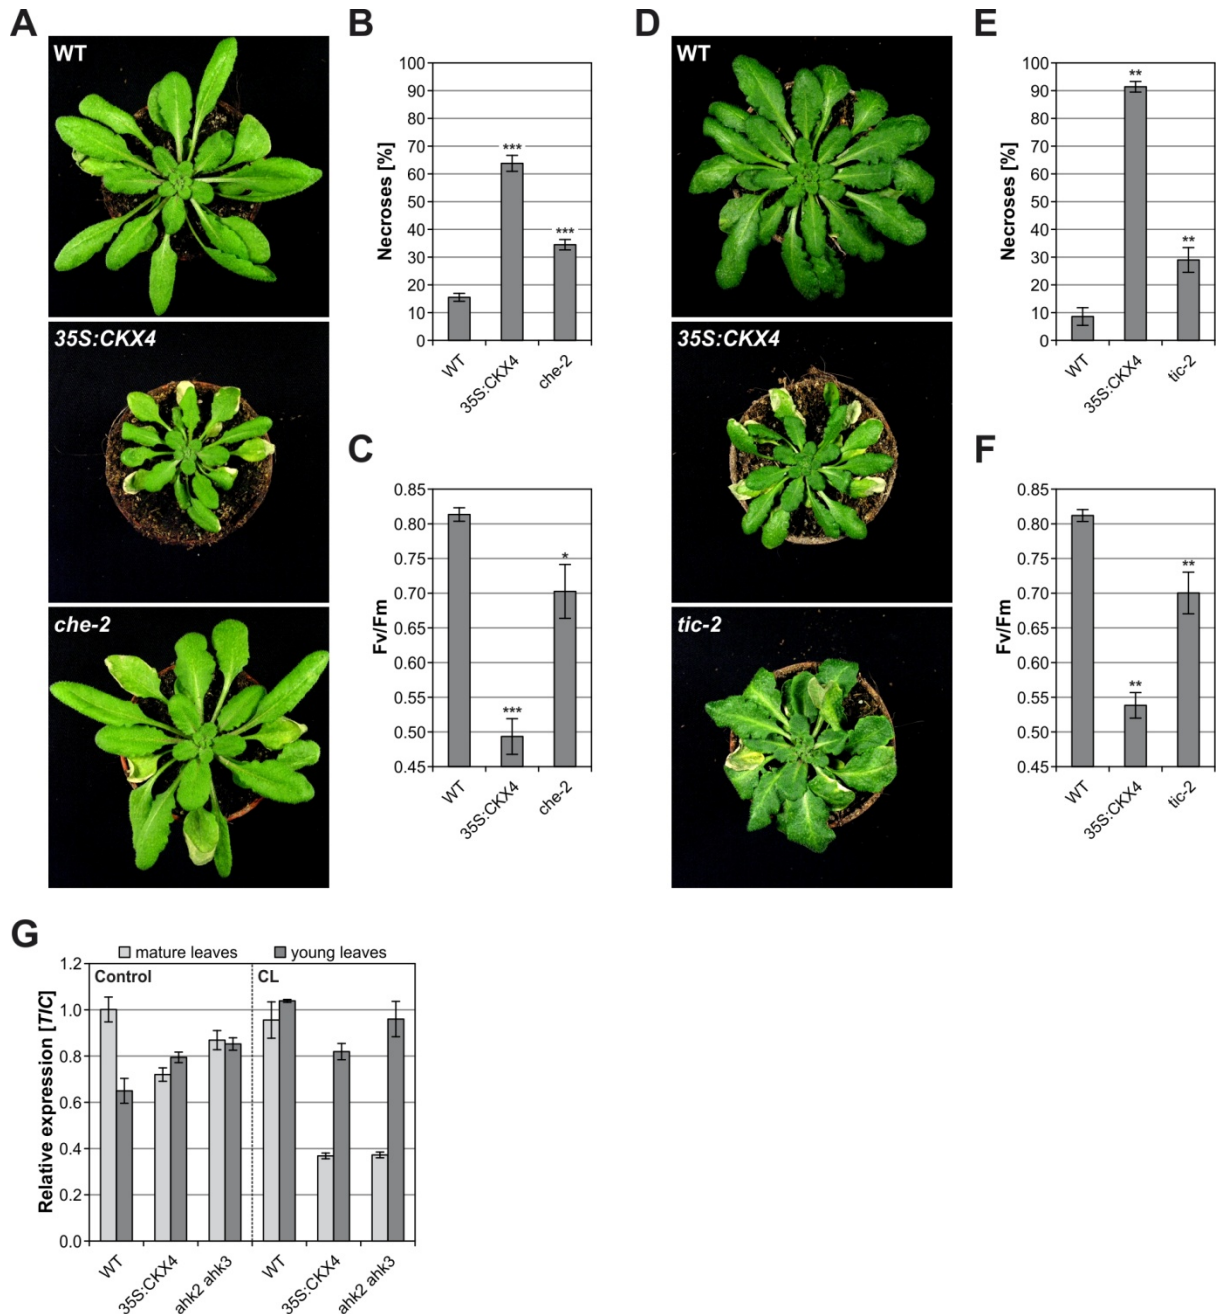 A
WT
35S:CKX4
che-2
B
100
90
80
70
60
50
40
30
20
10
0
Necroses [%]
***
***
WT
35S:CKX4
che-2
C
0.85
0.80
0.75
0.70
0.65
0.60
0.55
0.50
0.45
Fv/Fm
***
*
WT
35S:CKX4
che-2
D
WT
35S:CKX4
tic-2
E
100
90
80
70
60
50
40
30
20
10
0
Necroses [%]
**
**
WT
35S:CKX4
tic-2
F
0.85
0.80
0.75
0.70
0.65
0.60
0.55
0.50
0.45
Fv/Fm
**
**
WT
35S:CKX4
tic-2
G
mature leaves
young leaves
1.2
1.0
0.8
0.6
0.4
0.2
0.0
Relative expression [TIC]
Control
CL
WT
35S:CKX4
ahk2 ahk3
WT
35S:CKX4
ahk2 ahk3